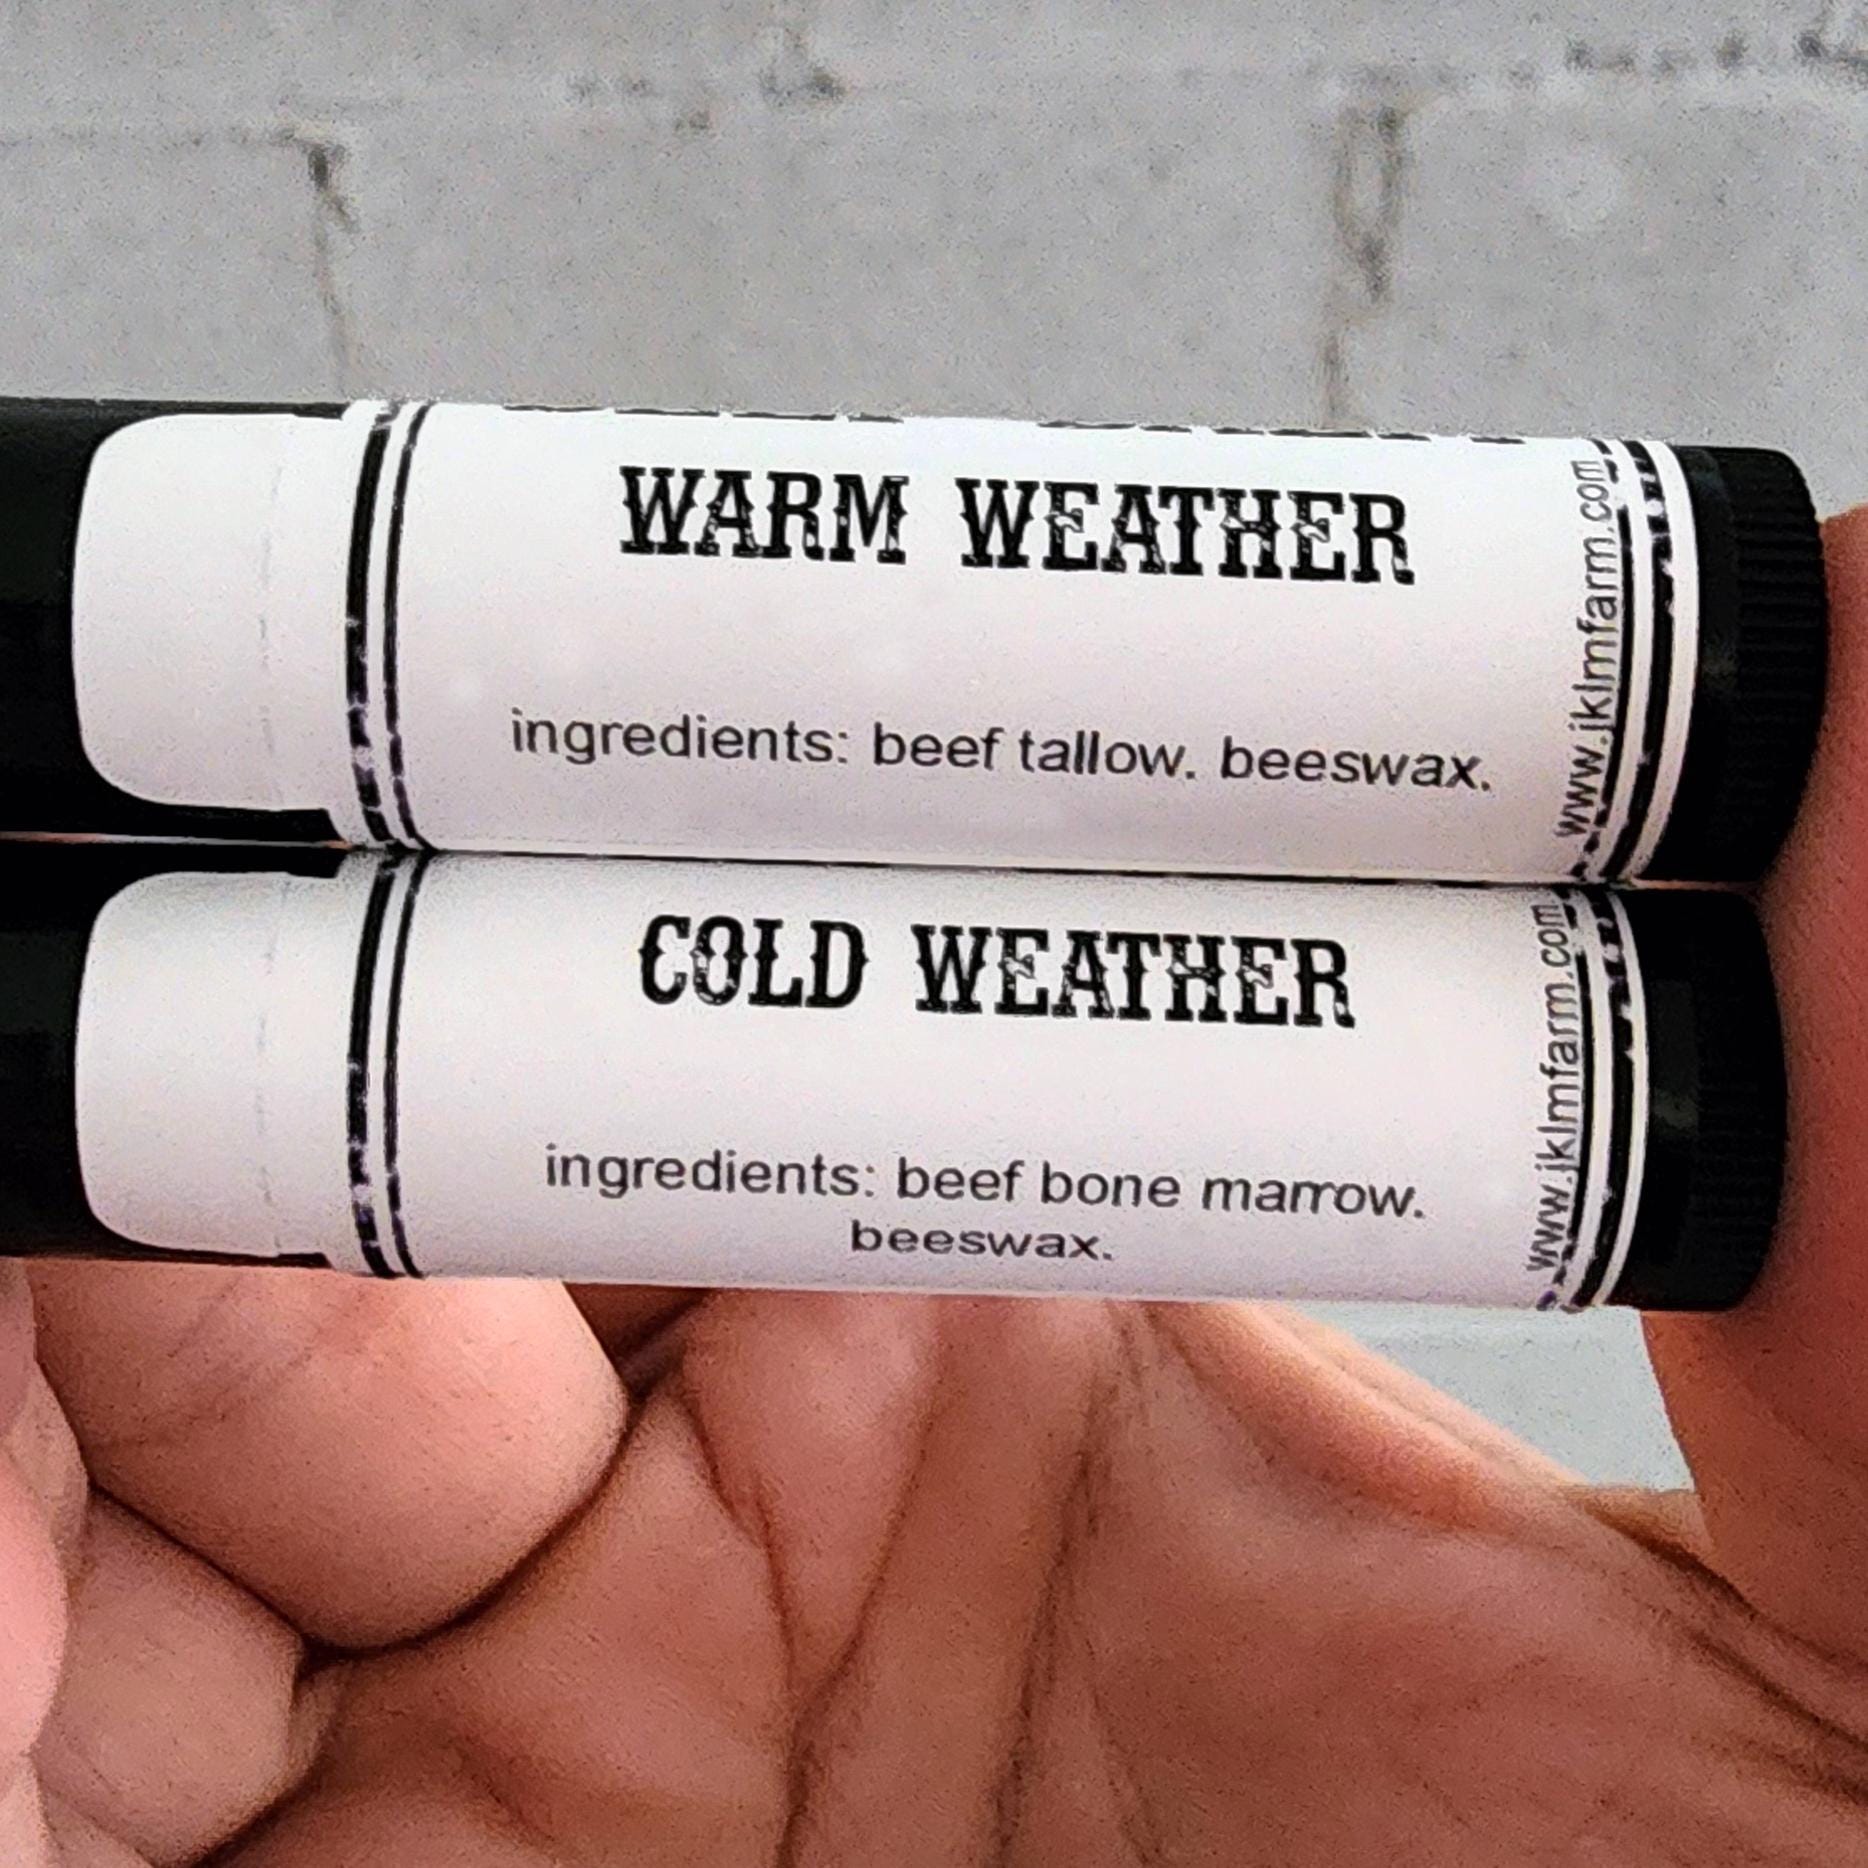 WARM WEATHER
ingredients: beef tallow. beeswax.
www.jklmfarm.com
COLD WEATHER
ingredients: beef bone marrow.
beeswax.
www.jklmfarm.com